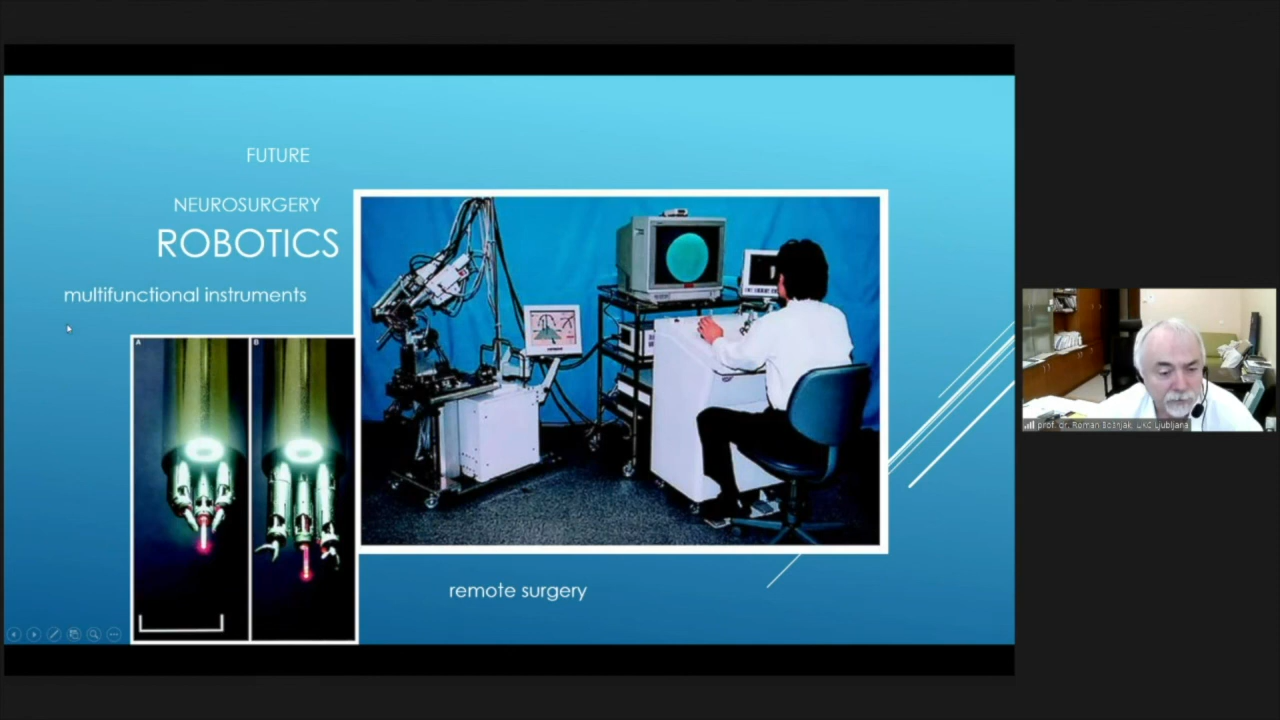 FUTURE
NEUROSURGERY
ROBOTICS
multifunctional instruments
A
B
remote surgery
prof. dr. Roman Bošnjak, UKC Ljubljana